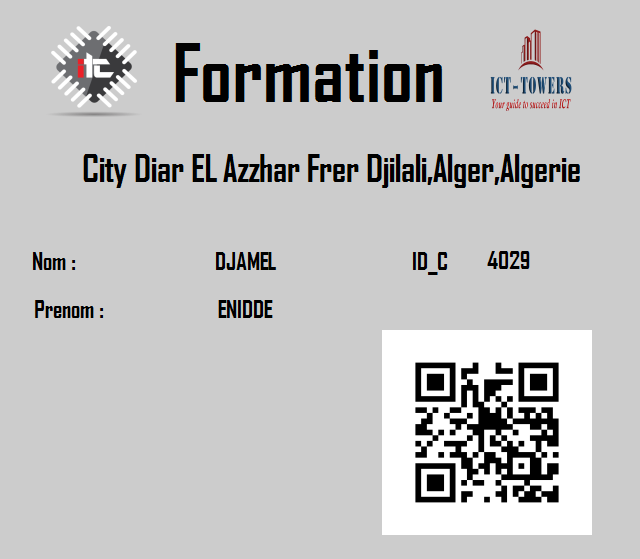 itc
Formation
ICT-TOWERS
Your guide to succeed in ICT
City Diar EL Azzhar Frer Djilali,Alger,Algerie
Nom : DJAMEL ID_C 4029
Prenom : ENIDDE